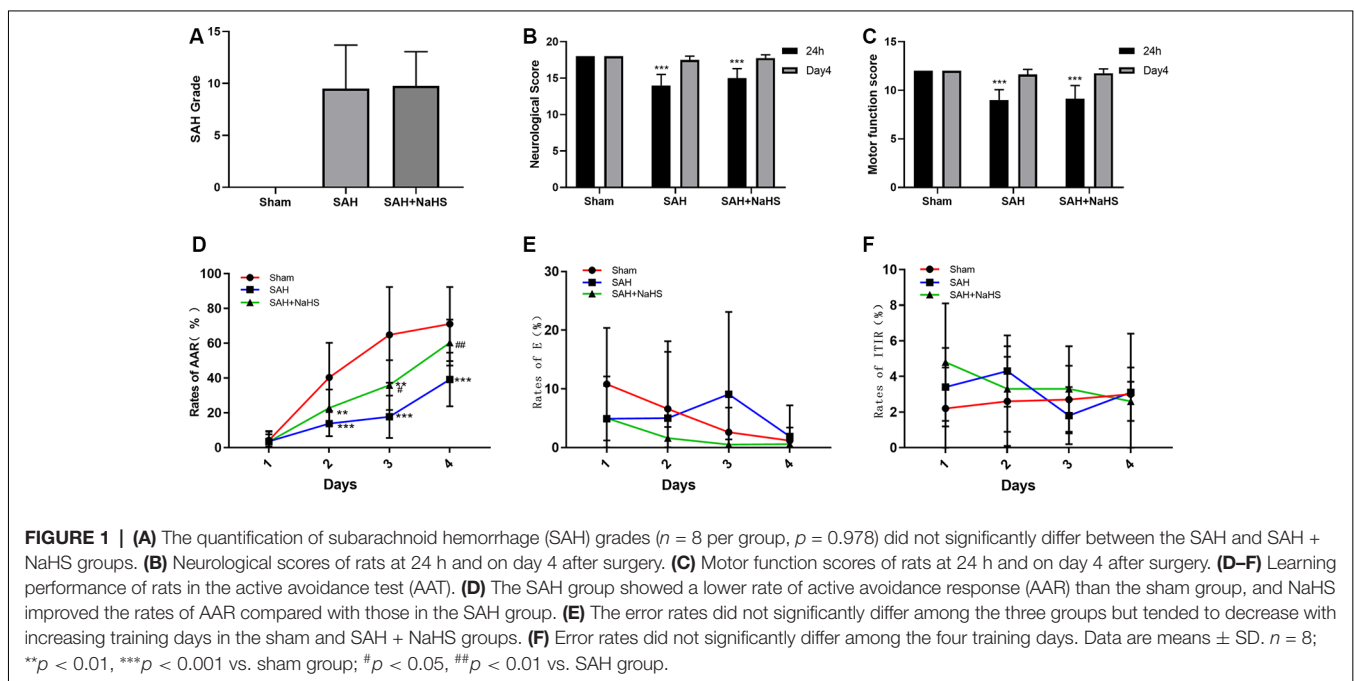 A
SAH Grade
15
10
5
0
Sham
SAH
SAH+NaHS
B
Neurological Score
20
15
10
5
0
***
***
24h
Day4
Sham
SAH
SAH+NaHS
C
Motor function score
15
10
5
0
***
***
24h
Day4
Sham
SAH
SAH+NaHS
D
Rates of AAR( % )
100
80
60
40
20
0
Sham
SAH
SAH+NaHS
**
***
**
#
***
##
***
1
2
3
4
Days
E
Rates of E (%)
30
20
10
0
Sham
SAH
SAH+NaHS
1
2
3
4
Days
F
Rates of ITIR (%)
10
8
6
4
2
0
Sham
SAH
SAH+NaHS
1
2
3
4
Days
FIGURE 1 | (A) The quantification of subarachnoid hemorrhage (SAH) grades (n = 8 per group, p = 0.978) did not significantly differ between the SAH and SAH +
NaHS groups. (B) Neurological scores of rats at 24 h and on day 4 after surgery. (C) Motor function scores of rats at 24 h and on day 4 after surgery. (D–F) Learning
performance of rats in the active avoidance test (AAT). (D) The SAH group showed a lower rate of active avoidance response (AAR) than the sham group, and NaHS
improved the rates of AAR compared with those in the SAH group. (E) The error rates did not significantly differ among the three groups but tended to decrease with
increasing training days in the sham and SAH + NaHS groups. (F) Error rates did not significantly differ among the four training days. Data are means ± SD. n = 8;
**p < 0.01, ***p < 0.001 vs. sham group; #p < 0.05, ##p < 0.01 vs. SAH group.